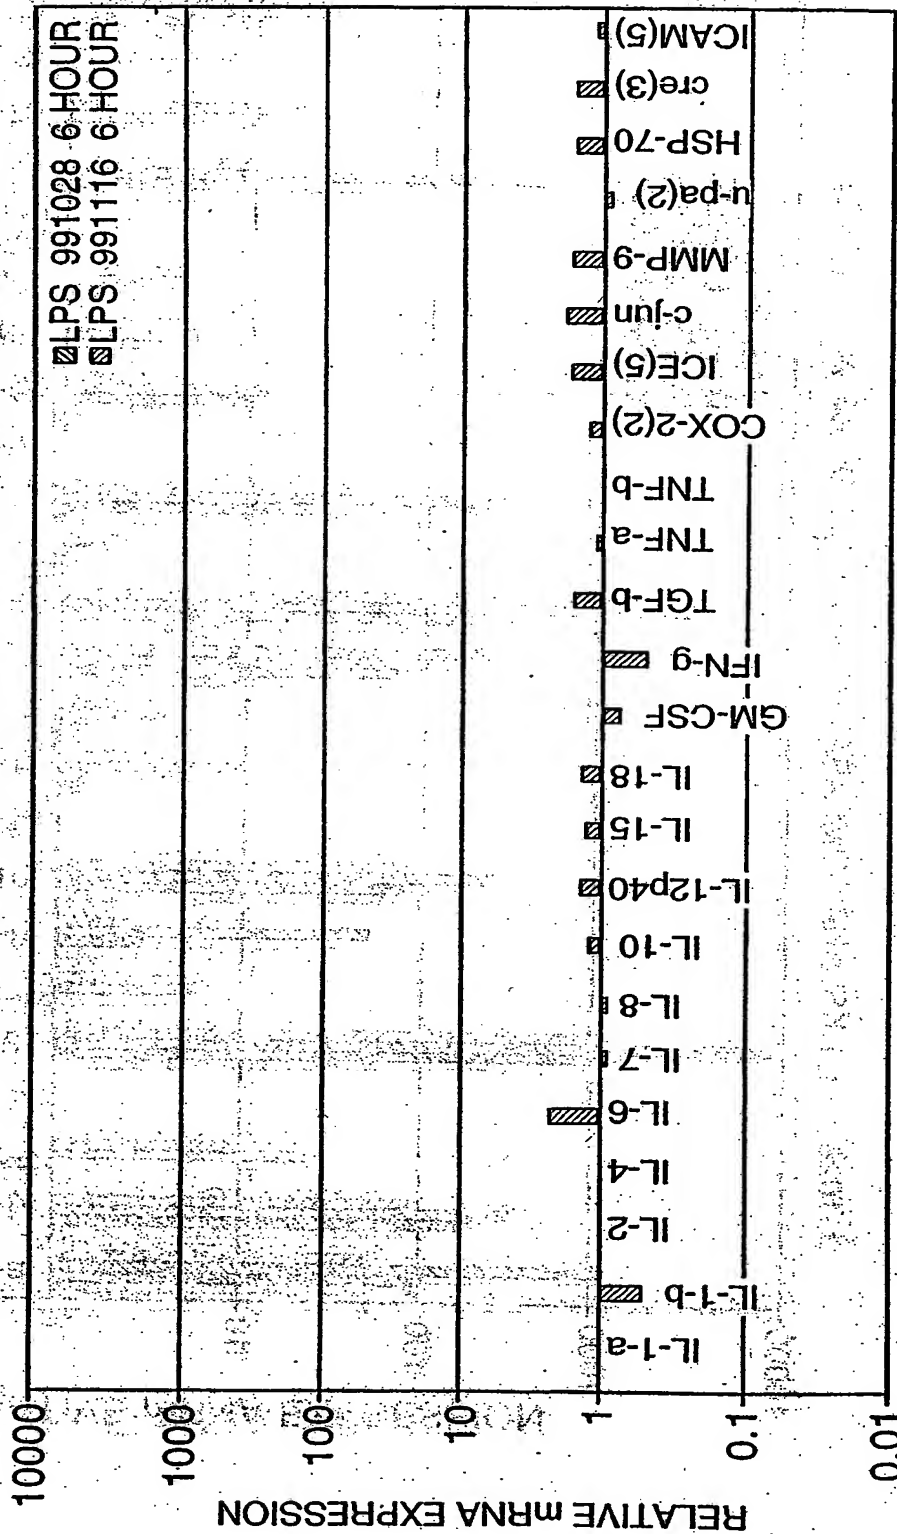 LPS 991028 6 HOUR
LPS 991116 6 HOUR
RELATIVE mRNA EXPRESSION
10000
1000
100
10
1
0.1
0.01
IL-1-a
IL-1-b
IL-2
IL-4
IL-6
IL-7
IL-8
IL-10
IL-12p40
IL-15
IL-18
GM-CSF
IFN-g
TGF-b
TNF-a
TNF-b
COX-2(2)
ICE(5)
c-jun
MMP-9
u-pa(2)
HSP-70
cre(3)
ICAM(5)